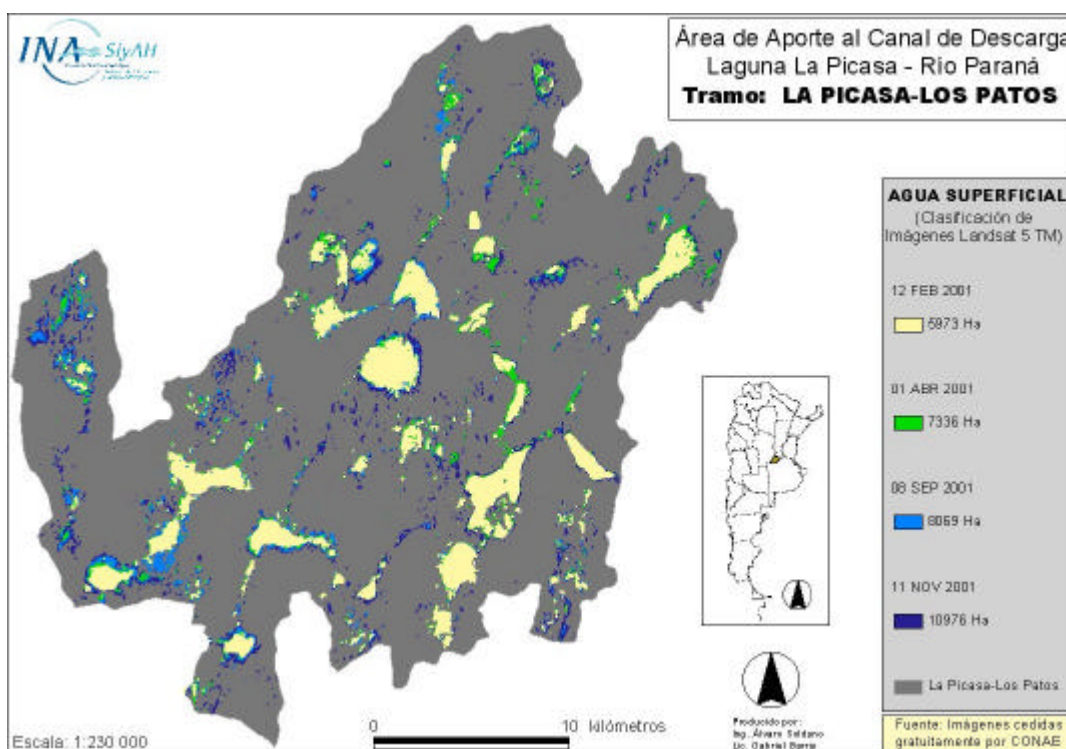 INA SiyAH
Área de Aporte al Canal de Descarga
Laguna La Picasa - Río Paraná
Tramo: LA PICASA-LOS PATOS
AGUA SUPERFICIAL
(Clasificación de
Imágenes Landsat 5 TM)
12 FEB 2001
5973 Ha
01 ABR 2001
7336 Ha
08 SEP 2001
8069 Ha
11 NOV 2001
10976 Ha
La Picasa-Los Patos
Fuente: Imágenes cedidas
gratuitamente por CONAE
Producido por:
Ing. Álvaro Soldano
Lic. Gabriel
0 10 kilómetros
Escala: 1:230 000